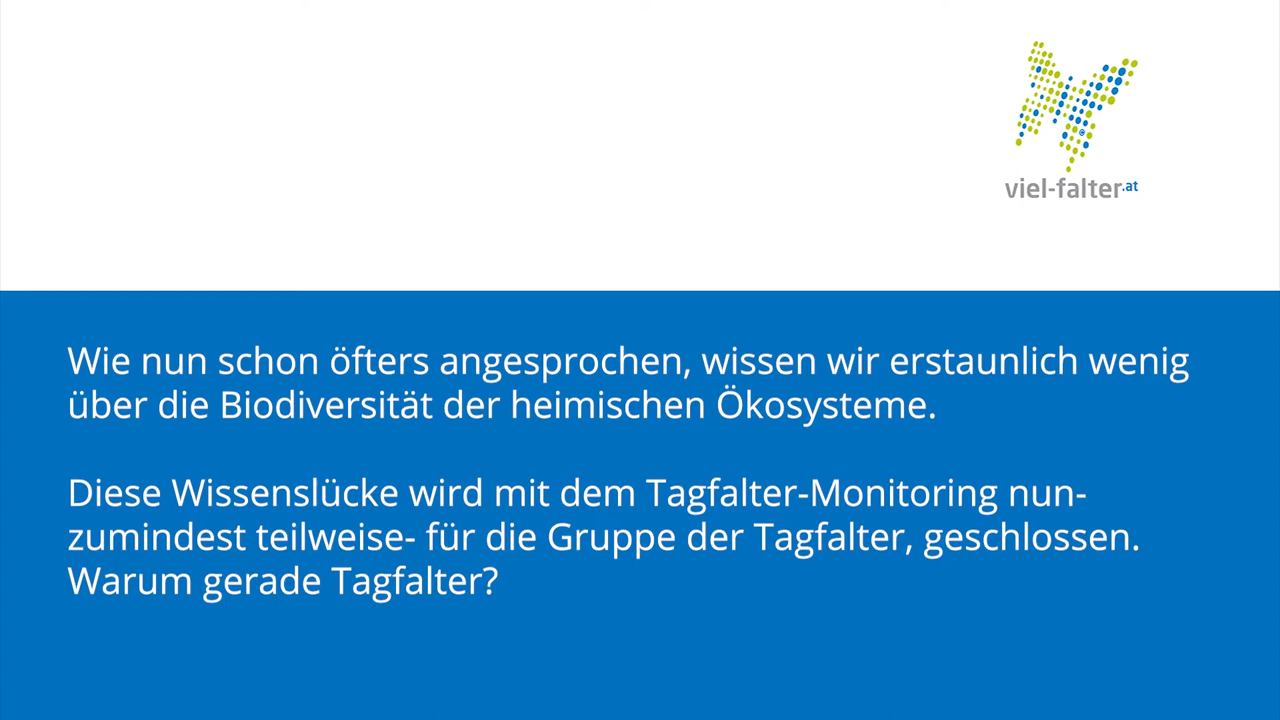 viel-falter.at
Wie nun schon öfters angesprochen, wissen wir erstaunlich wenig
über die Biodiversität der heimischen Ökosysteme.
Diese Wissenslücke wird mit dem Tagfalter-Monitoring nun-
zumindest teilweise- für die Gruppe der Tagfalter, geschlossen.
Warum gerade Tagfalter?